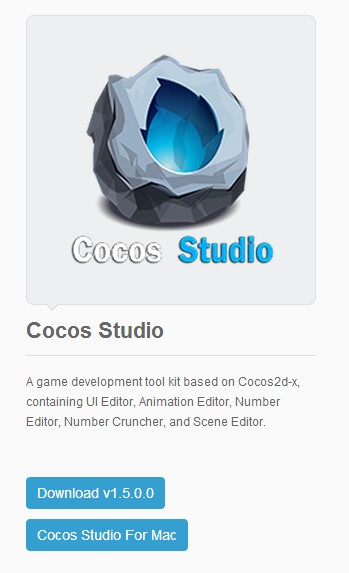 Cocos Studio
Cocos Studio
A game development tool kit based on Cocos2d-x,
containing UI Editor, Animation Editor, Number
Editor, Number Cruncher, and Scene Editor.
Download v1.5.0.0
Cocos Studio For Mac